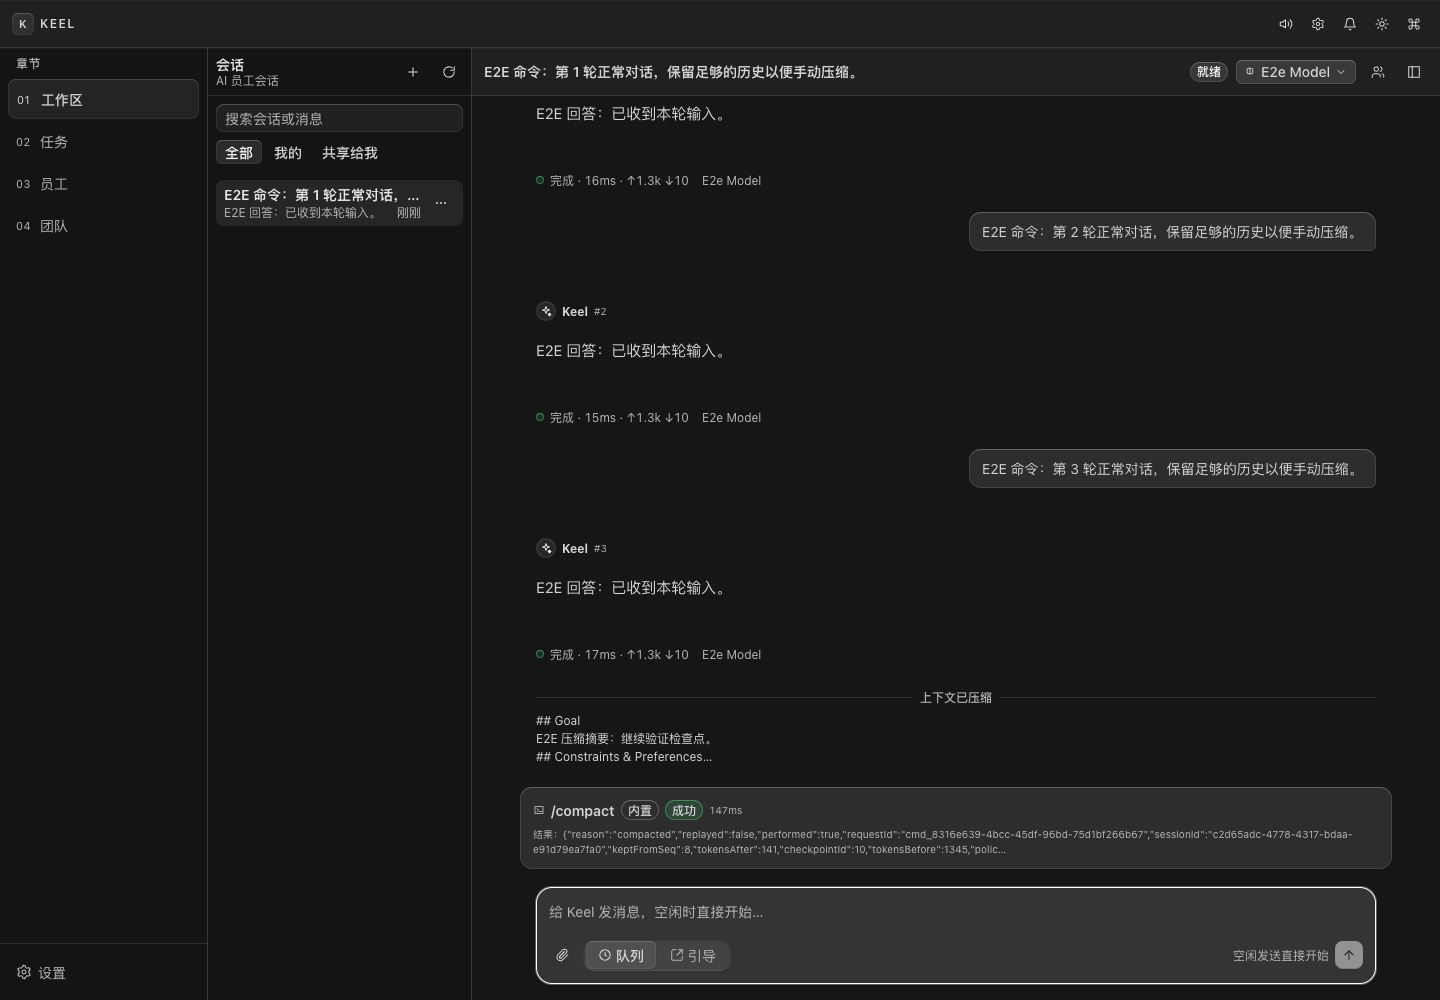 K KEEL
章节
01 工作区
02 任务
03 员工
04 团队
设置
会话
AI 员工会话
搜索会话或消息
全部 我的 共享给我
E2E 命令：第 1 轮正常对话，...
E2E 回答：已收到本轮输入。 刚刚
E2E 命令：第 1 轮正常对话，保留足够的历史以便手动压缩。
就绪 E2e Model
E2E 回答：已收到本轮输入。
完成 · 16ms · ↑1.3k ↓10 E2e Model
E2E 命令：第 2 轮正常对话，保留足够的历史以便手动压缩。
Keel #2
E2E 回答：已收到本轮输入。
完成 · 15ms · ↑1.3k ↓10 E2e Model
E2E 命令：第 3 轮正常对话，保留足够的历史以便手动压缩。
Keel #3
E2E 回答：已收到本轮输入。
完成 · 17ms · ↑1.3k ↓10 E2e Model
上下文已压缩
## Goal
E2E 压缩摘要：继续验证检查点。
## Constraints & Preferences...
/compact 内置 成功 147ms
结果：{"reason":"compacted","replayed":false,"performed":true,"requestId":"cmd_8316e639-4bcc-45df-96bd-75d1bf266b67","sessionId":"c2d65adc-4778-4317-bdaa-
e91d79ea7fa0","keptFromSeq":8,"tokensAfter":141,"checkpointId":10,"tokensBefore":1345,"polic...
给 Keel 发消息，空闲时直接开始...
队列 引导
空闲发送直接开始